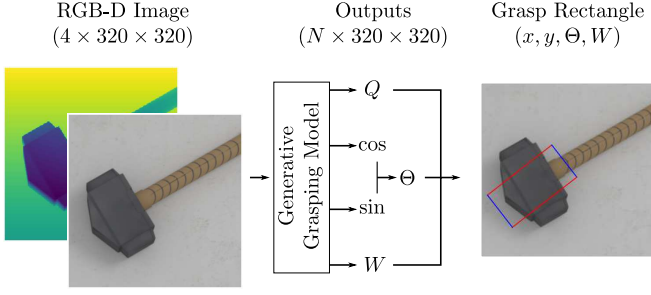 RGB-D Image
(4 × 320 × 320)
Outputs
(N × 320 × 320)
Grasp Rectangle
(x, y, Θ, W)
Generative
Grasping Model
Q
cos
Θ
sin
W